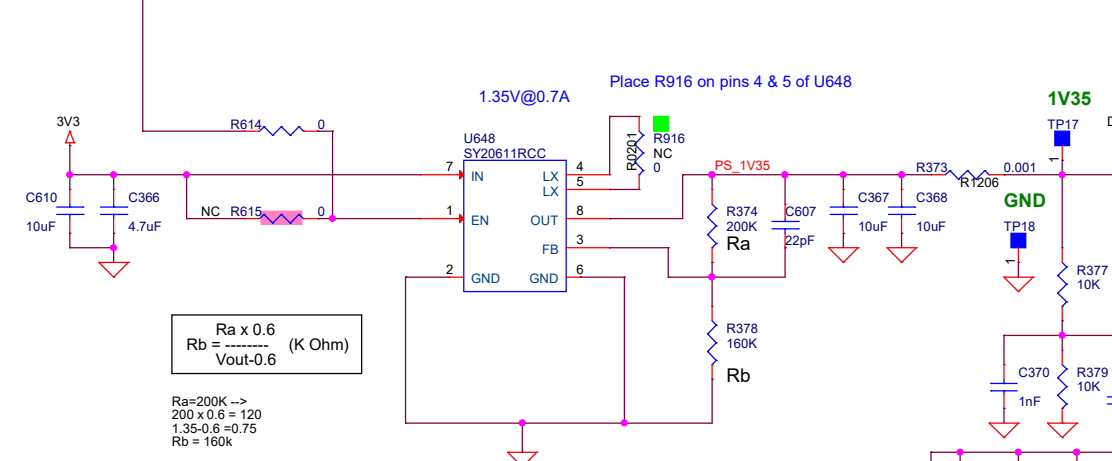 Place R916 on pins 4 & 5 of U648
1.35V@0.7A
1V35
TP17
D
1
3V3
R614
0
U648
SY20611RCC
R0201
R916
NC
0
7
IN
4
LX
5
LX
PS_1V35
R373
0.001
R1206
C610
10uF
C366
4.7uF
NC
R615
0
1
EN
OUT
8
R374
200K
Ra
C607
22pF
C367
10uF
C368
10uF
GND
TP18
1
FB
3
2
GND
GND
6
R377
10K
Ra x 0.6
Rb = -------- (K Ohm)
Vout-0.6
R378
160K
Rb
C370
1nF
R379
10K
Ra=200K -->
200 x 0.6 = 120
1.35-0.6 =0.75
Rb = 160k